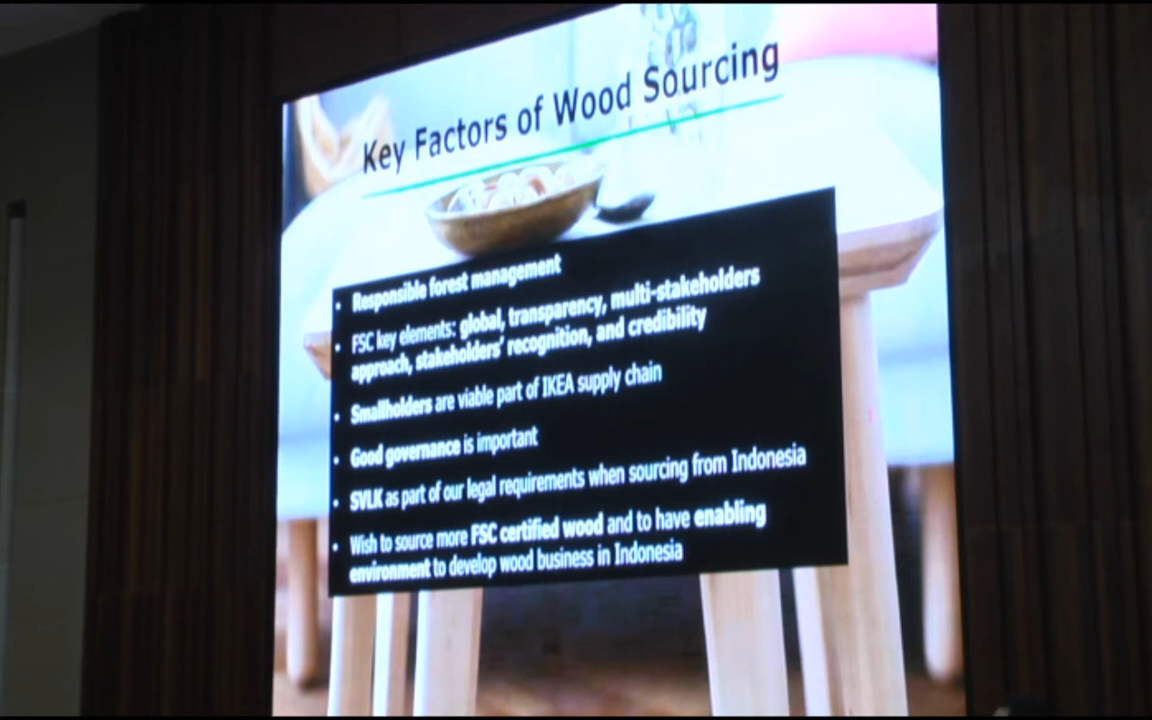 Key Factors of Wood Sourcing
• Responsible forest management
• FSC key elements: global, transparency, multi-stakeholders
approach, stakeholders' recognition, and credibility
• Smallholders are viable part of IKEA supply chain
• Good governance is important
• SVLK as part of our legal requirements when sourcing from Indonesia
• Wish to source more FSC certified wood and to have enabling
environment to develop wood business in Indonesia